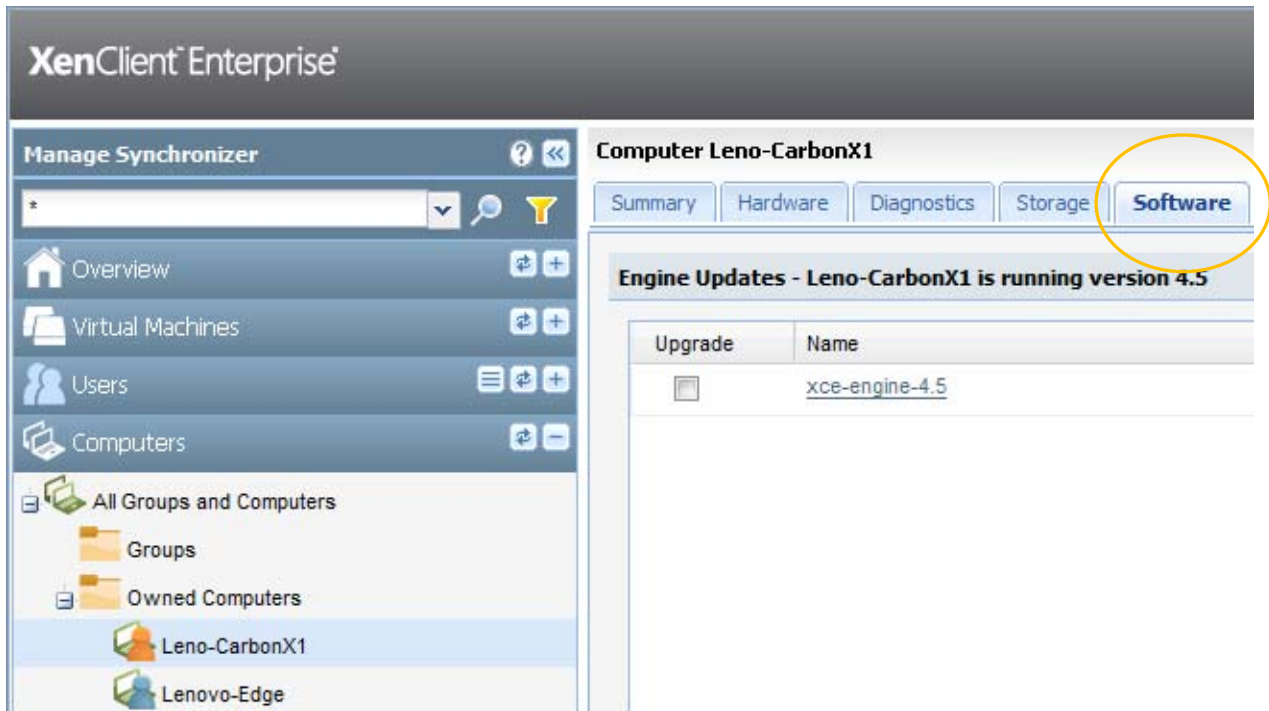 XenClient Enterprise
Manage Synchronizer
*
Overview
Virtual Machines
Users
Computers
All Groups and Computers
Groups
Owned Computers
Leno-CarbonX1
Lenovo-Edge
Computer Leno-CarbonX1
Summary Hardware Diagnostics Storage Software
Engine Updates - Leno-CarbonX1 is running version 4.5
Upgrade Name
xce-engine-4.5